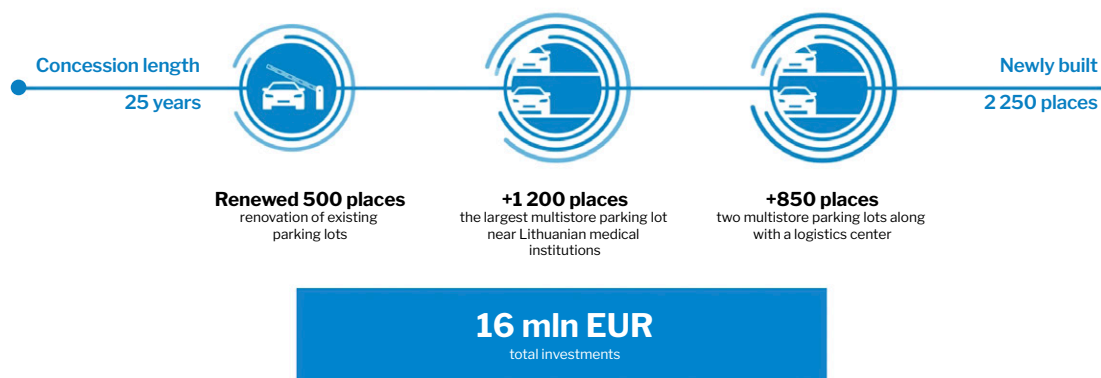 Concession length
25 years
Newly built
2 250 places
Renewed 500 places
renovation of existing
parking lots
+1 200 places
the largest multistore parking lot
near Lithuanian medical
institutions
+850 places
two multistore parking lots along
with a logistics center
16 mln EUR
total investments